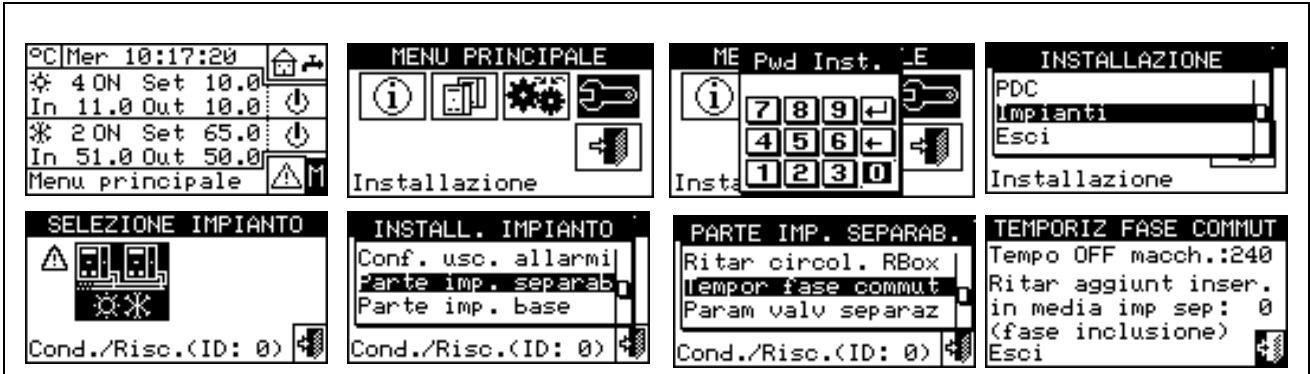 °C Mer 10:17:20
4 ON Set 10.0
In 11.0 Out 10.0
2 ON Set 65.0
In 51.0 Out 50.0
Menu principale M
MENU PRINCIPALE
Installazione
ME LE
Pwd Inst.
7 8 9
4 5 6
1 2 3 0
Insta
INSTALLAZIONE
PDC
Impianti
Esci
Installazione
SELEZIONE IMPIANTO
Cond./Risc.(ID: 0)
INSTALL. IMPIANTO
Conf. usc. allarmi
Parte imp. separab
Parte imp. base
Cond./Risc.(ID: 0)
PARTE IMP. SEPARAB.
Ritar circol. RBox
Tempor fase commut
Param valv separaz
Cond./Risc.(ID: 0)
TEMPORIZ FASE COMMUT
Tempo OFF macch.:240
Ritar aggiunt inser.
in media imp sep: 0
(fase inclusione)
Esci